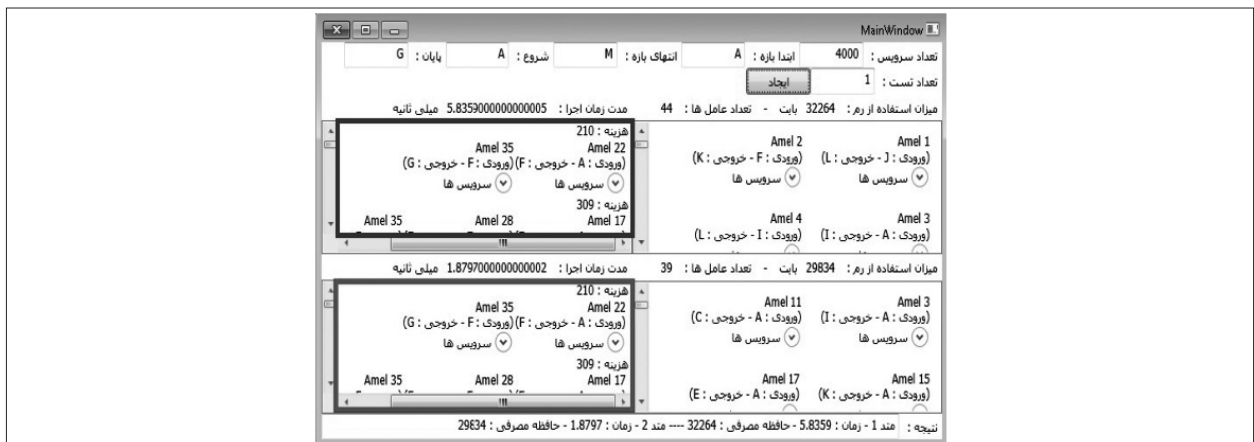 MainWindow
تعداد سرویس : 4000 ابتدا بازه : A انتهای بازه : M شروع : A پایان : G
تعداد تست : 1 ایجاد
میزان استفاده از رم : 32264 بایت - تعداد عامل ها : 44 مدت زمان اجرا : 5.8359000000000005 میلی ثانیه
Amel 1 Amel 2
(ورودی : J - خروجی : L) (ورودی : F - خروجی : K)
سرویس ها سرویس ها
Amel 3 Amel 4
(ورودی : A - خروجی : I) (ورودی : I - خروجی : L)
هزینه : 210
Amel 22 Amel 35
(ورودی : A - خروجی : F) (ورودی : F - خروجی : G)
سرویس ها سرویس ها
هزینه : 309
Amel 17 Amel 28 Amel 35
میزان استفاده از رم : 29834 بایت - تعداد عامل ها : 39 مدت زمان اجرا : 1.8797000000000002 میلی ثانیه
Amel 3 Amel 11
(ورودی : A - خروجی : I) (ورودی : A - خروجی : C)
سرویس ها سرویس ها
Amel 15 Amel 17
(ورودی : A - خروجی : K) (ورودی : A - خروجی : E)
هزینه : 210
Amel 22 Amel 35
(ورودی : A - خروجی : F) (ورودی : F - خروجی : G)
سرویس ها سرویس ها
هزینه : 309
Amel 17 Amel 28 Amel 35
نتیجه : متد 1 - زمان : 5.8359 - حافظه مصرفی : 32264 ---- متد 2 - زمان : 1.8797 - حافظه مصرفی : 29834